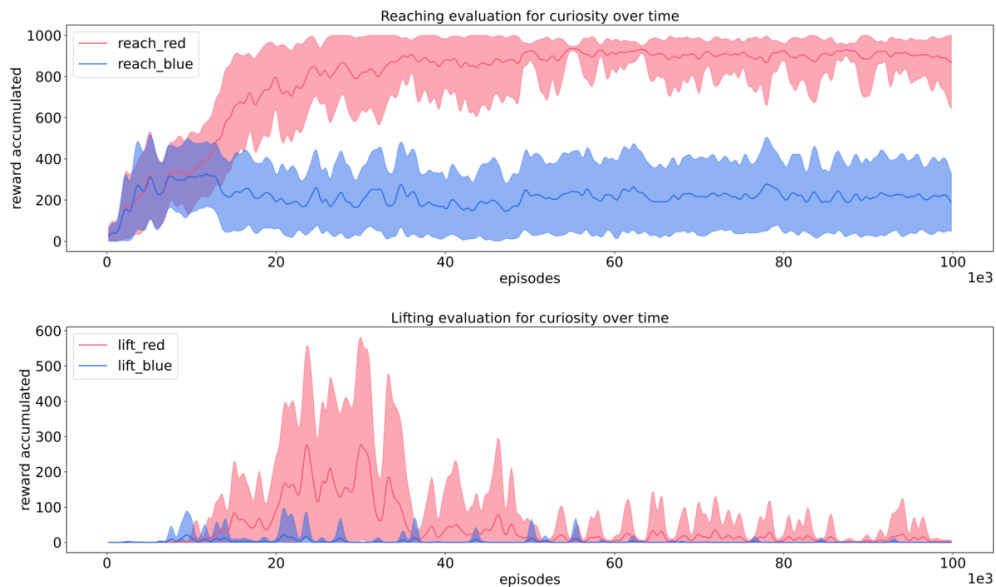 Reaching evaluation for curiosity over time
1000
800
600
400
200
0
reward accumulated
reach_red
reach_blue
0 20 40 60 80 100
episodes
1e3
Lifting evaluation for curiosity over time
600
500
400
300
200
100
0
reward accumulated
lift_red
lift_blue
0 20 40 60 80 100
episodes
1e3